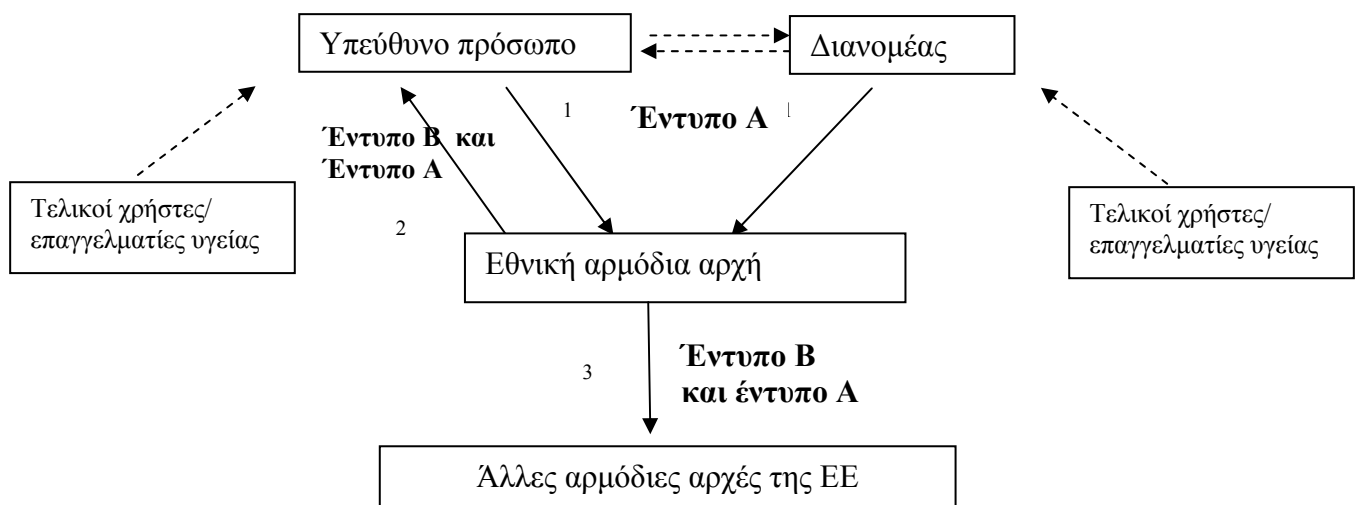 Υπεύθυνο πρόσωπο
Διανομέας
1
Έντυπο Α
Έντυπο Β και
Έντυπο Α
Τελικοί χρήστες/
επαγγελματίες υγείας
2
Τελικοί χρήστες/
επαγγελματίες υγείας
Εθνική αρμόδια αρχή
3
Έντυπο Β
και έντυπο Α
Άλλες αρμόδιες αρχές της ΕΕ